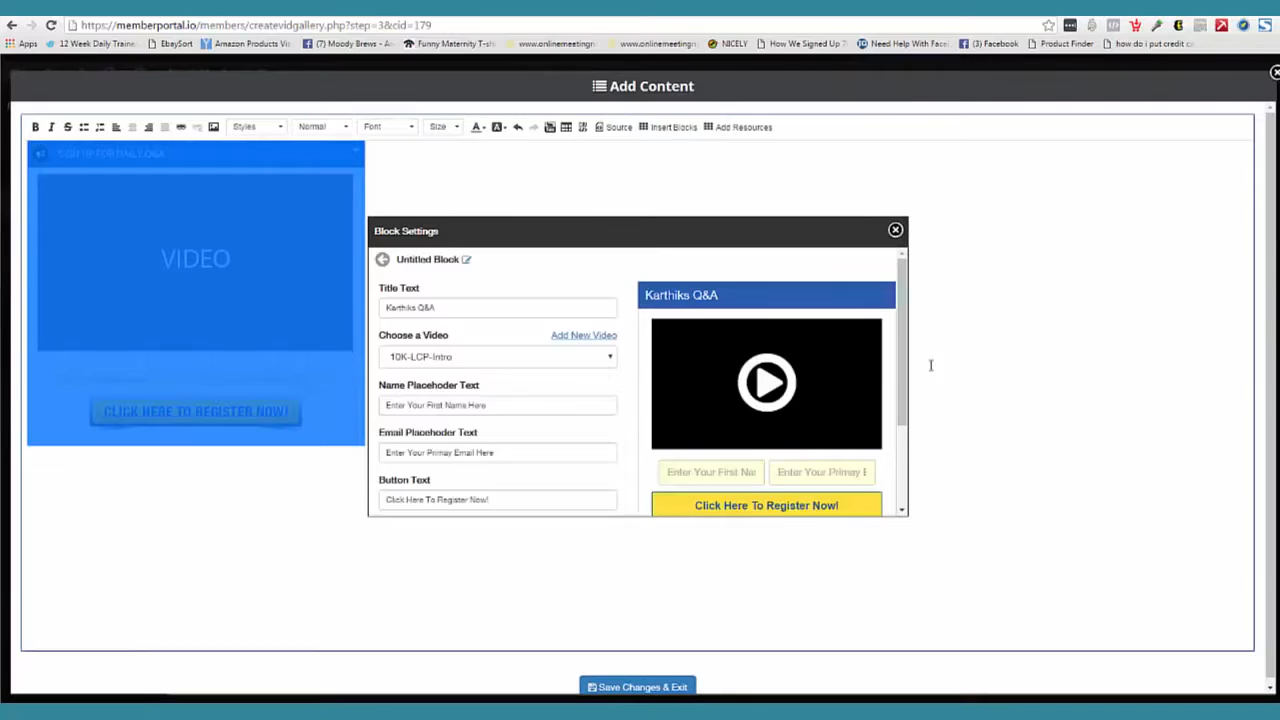 https://memberportal.io/members/createvidgallery.php?step=3&cid=179
Apps 12 Week Daily Traine EbaySort Amazon Products Vi (7) Moody Brews - A Funny Maternity T-sh www.onlinemeetingn www.onlinemeetingn NICELY How We Signed Up 7 Need Help With Face (3) Facebook Product Finder how do i put credit c
Add Content
B I S Styles Normal Font Size A A Source Insert Blocks Add Resources
SIGN UP FOR DAILY Q&A
VIDEO
CLICK HERE TO REGISTER NOW!
Block Settings
Untitled Block
Title Text
Karthiks Q&A
Choose a Video Add New Video
10K-LCP-Intro
Name Placehoder Text
Enter Your First Name Here
Email Placehoder Text
Enter Your Primay Email Here
Button Text
Click Here To Register Now!
Karthiks Q&A
Enter Your First Nar Enter Your Primay E
Click Here To Register Now!
Save Changes & Exit